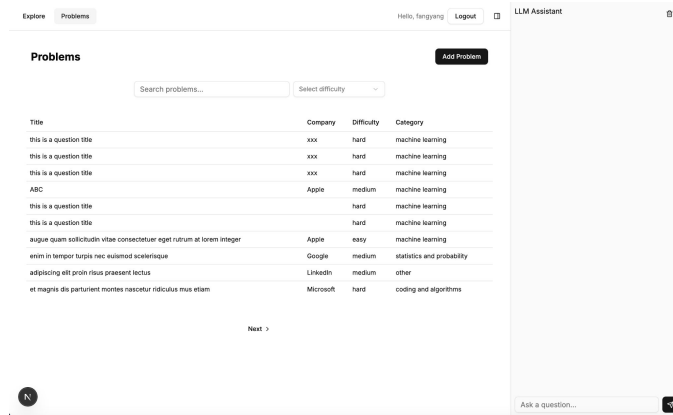 Explore Problems Hello, fangyang Logout
LLM Assistant
Problems Add Problem
Search problems... Select difficulty
Title Company Difficulty Category
this is a question title xxx hard machine learning
this is a question title xxx hard machine learning
this is a question title xxx hard machine learning
ABC Apple medium machine learning
this is a question title hard machine learning
this is a question title hard machine learning
augue quam sollicitudin vitae consectetuer eget rutrum at lorem integer Apple easy machine learning
enim in tempor turpis nec euismod scelerisque Google medium statistics and probability
adipiscing elit proin risus praesent lectus LinkedIn medium other
et magnis dis parturient montes nascetur ridiculus mus etiam Microsoft hard coding and algorithms
Next >
N
Ask a question...